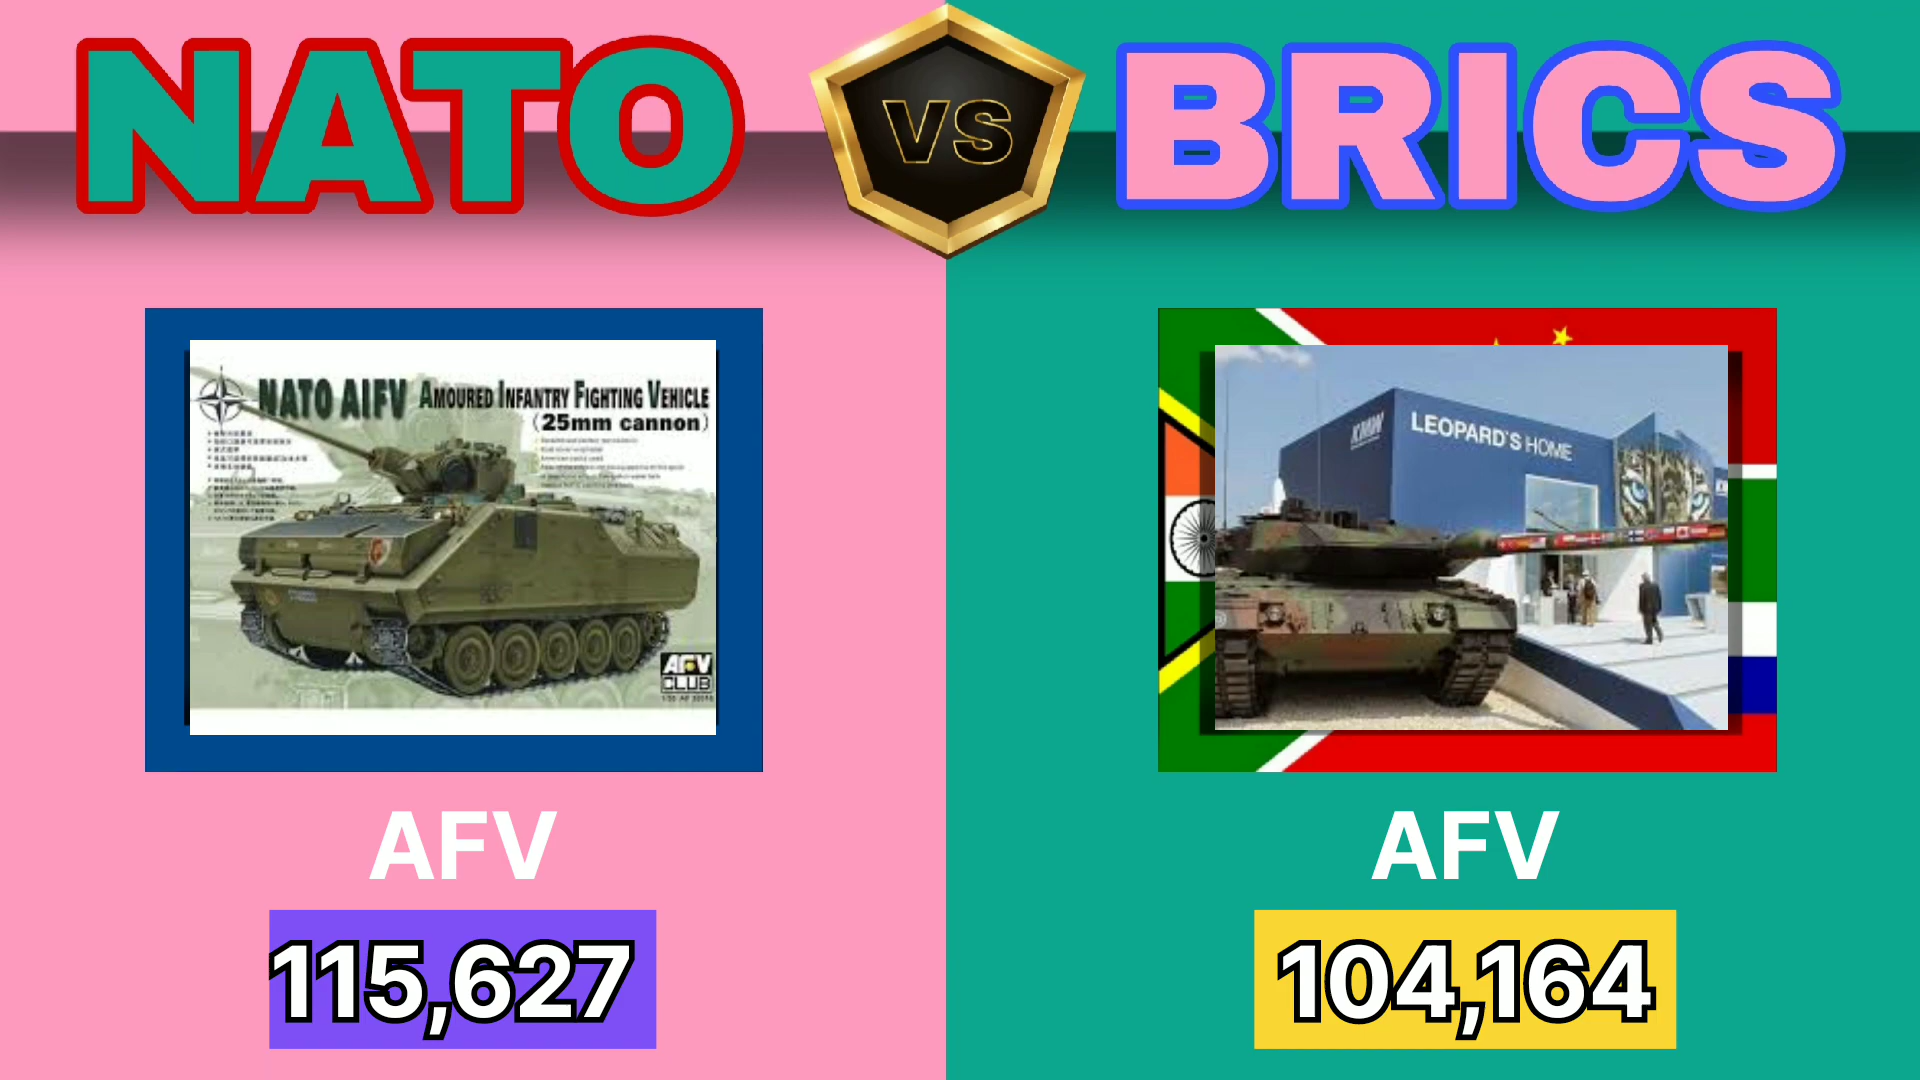 NATO
VS
BRICS
NATO AIFV AMOURED INFANTRY FIGHTING VEHICLE
(25mm cannon)
AFV
CLUB
KMW
LEOPARD'S HOME
AFV
AFV
115,627
104,164